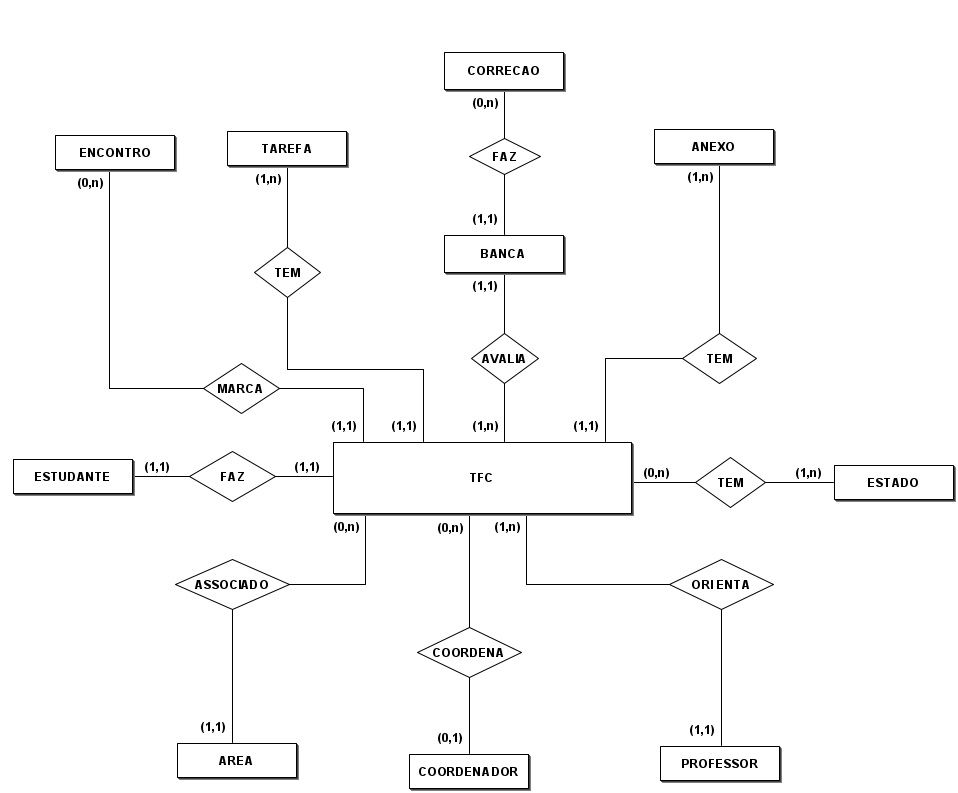 CORRECAO
(0,n)
FAZ
(1,1)
ENCONTRO
(0,n)
TAREFA
(1,n)
ANEXO
(1,n)
BANCA
(1,1)
TEM
AVALIA
TEM
MARCA
(1,1)
(1,1)
(1,n)
(1,1)
ESTUDANTE
(1,1)
FAZ
(1,1)
TFC
(0,n)
TEM
(1,n)
ESTADO
(0,n)
(0,n)
(1,n)
ASSOCIADO
ORIENTA
COORDENA
(1,1)
(0,1)
(1,1)
AREA
COORDENADOR
PROFESSOR